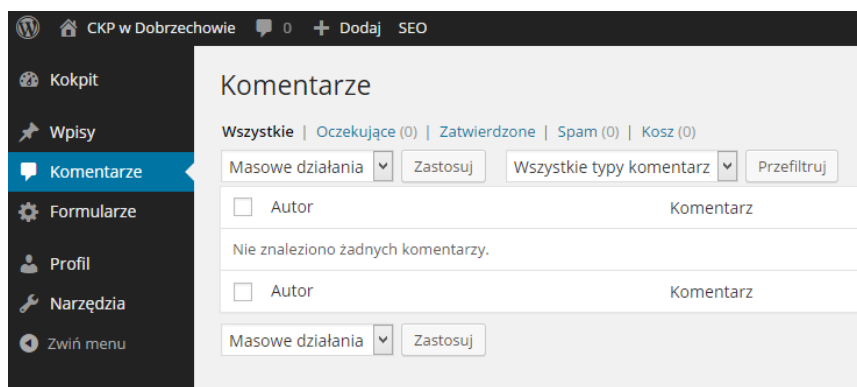 CKP w Dobrzechowie 0 + Dodaj SEO
Kokpit
Wpisy
Komentarze
Formularze
Profil
Narzędzia
Zwiń menu
Komentarze
Wszystkie | Oczekujące (0) | Zatwierdzone | Spam (0) | Kosz (0)
Masowe działania Zastosuj Wszystkie typy komentarz Przefiltruj
Autor Komentarz
Nie znaleziono żadnych komentarzy.
Autor Komentarz
Masowe działania Zastosuj